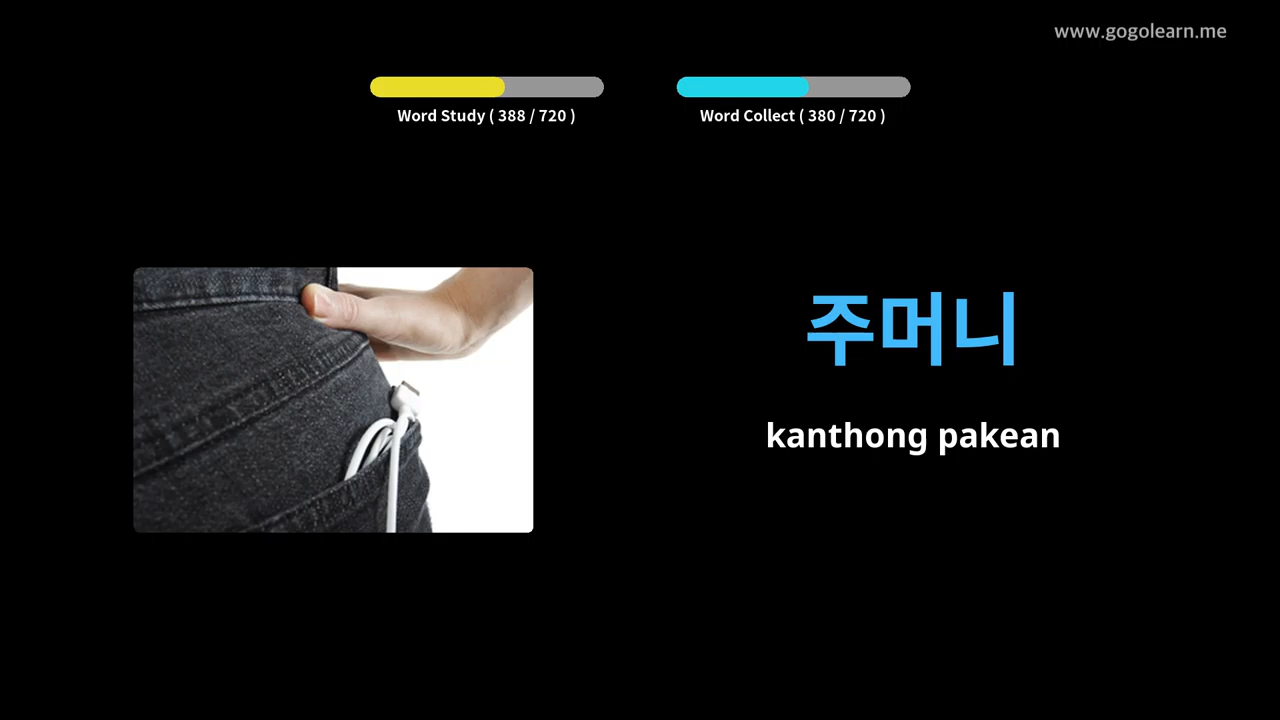 www.gogolearn.me
Word Study ( 388 / 720 )
Word Collect ( 380 / 720 )
주머니
kanthong pakean